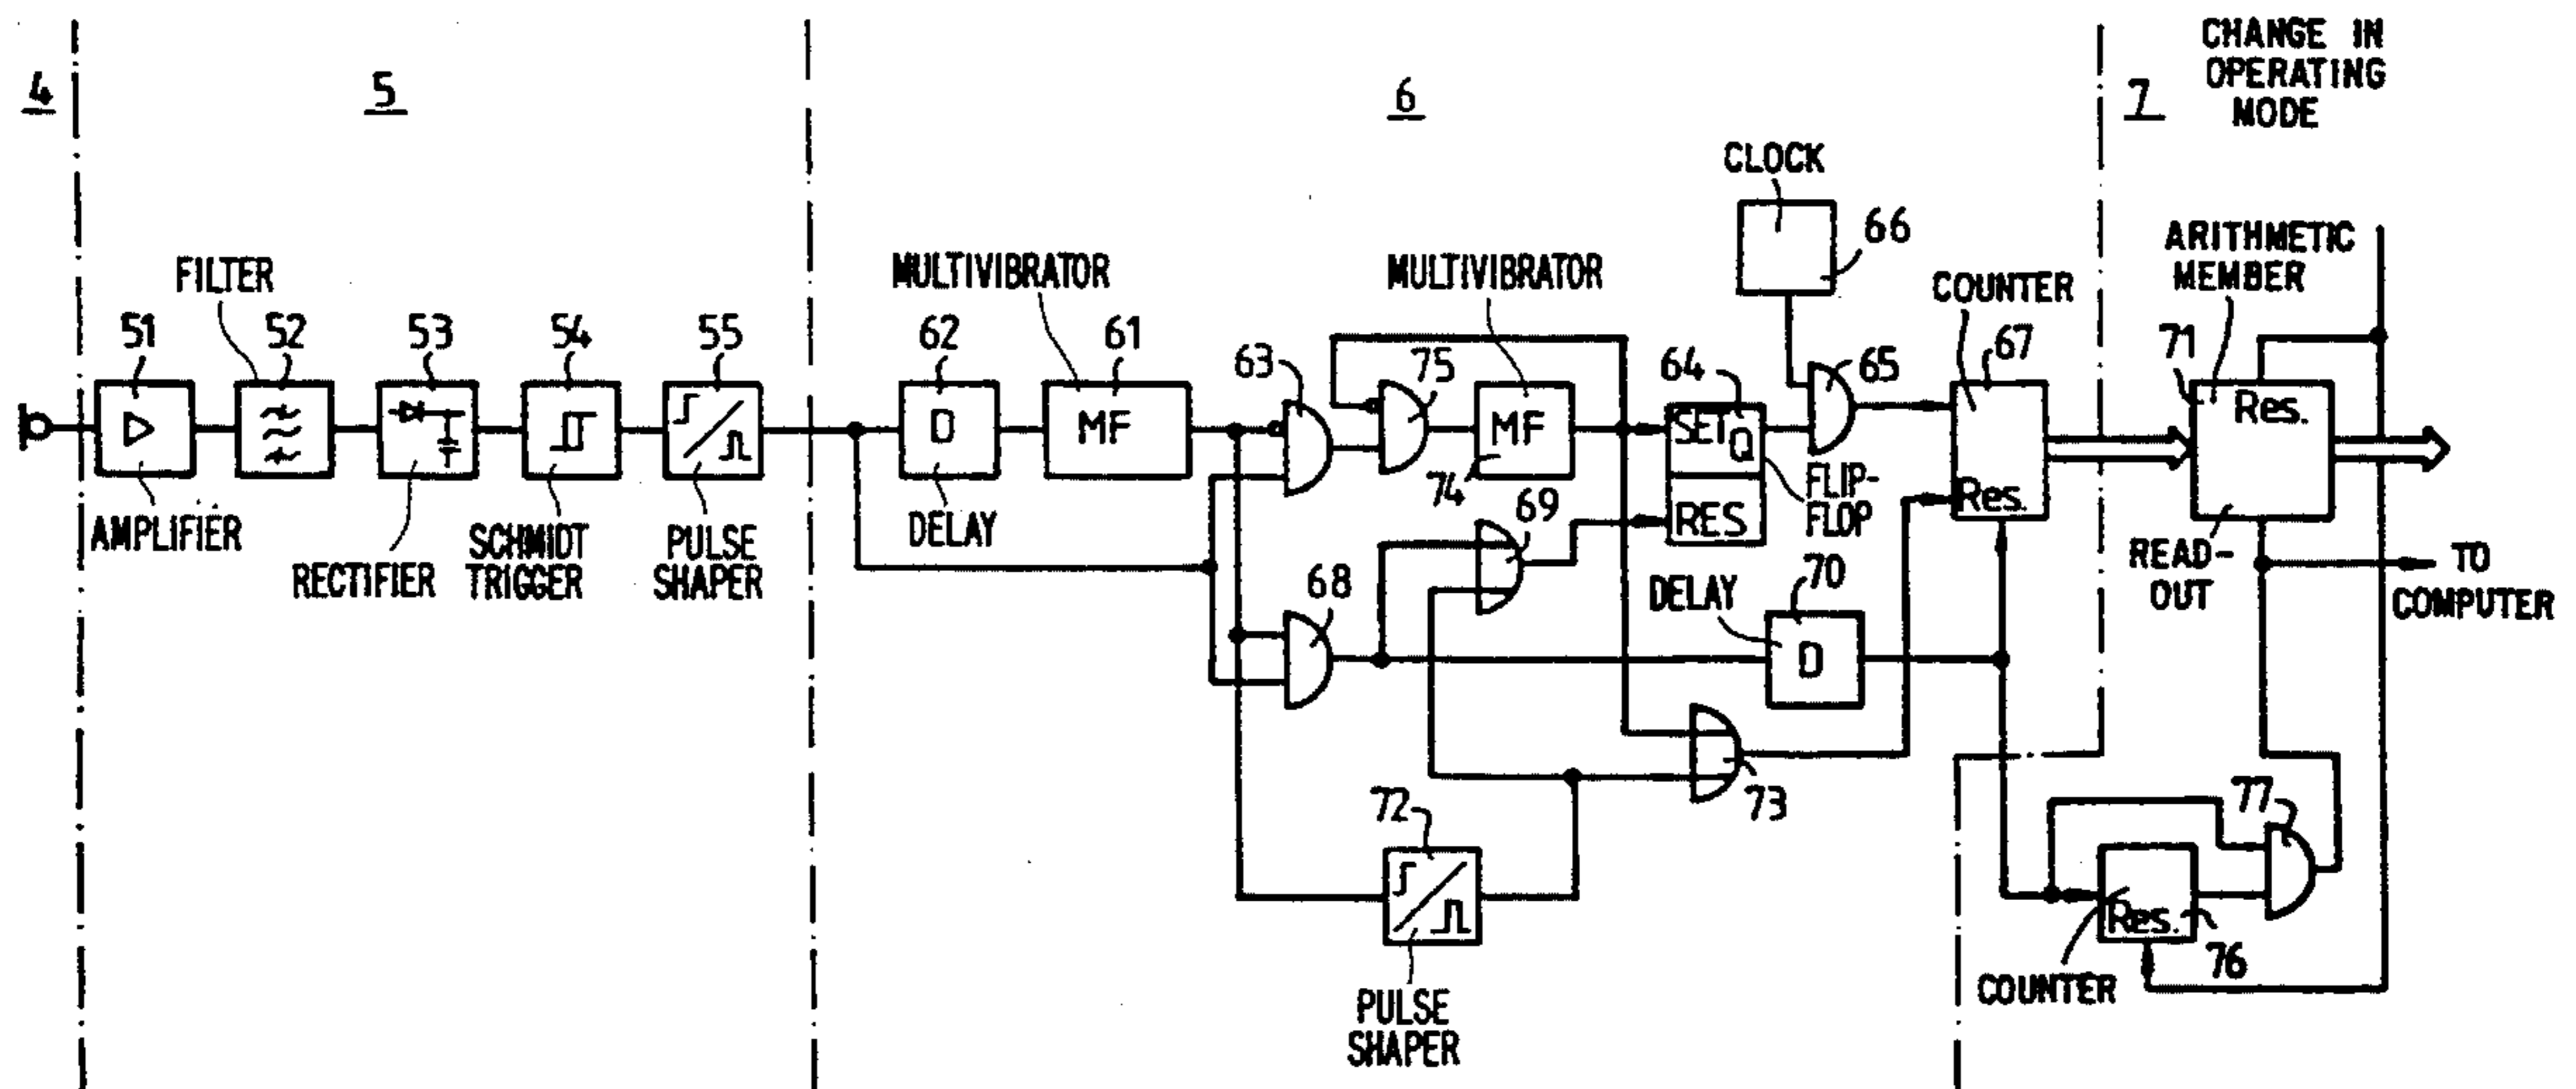 4
5
6
7
CHANGE IN
OPERATING
MODE
CLOCK
66
FILTER
MULTIVIBRATOR
MULTIVIBRATOR
COUNTER
ARITHMETIC
MEMBER
51
52
53
54
55
62
61
63
75
64
65
67
71
D
MF
MF
74
SET
Q
RES
FLIP-
FLOP
Res.
Res.
AMPLIFIER
RECTIFIER
SCHMIDT
TRIGGER
PULSE
SHAPER
DELAY
69
68
DELAY
70
D
READ-
OUT
TO
COMPUTER
72
73
77
PULSE
SHAPER
Res.
76
COUNTER